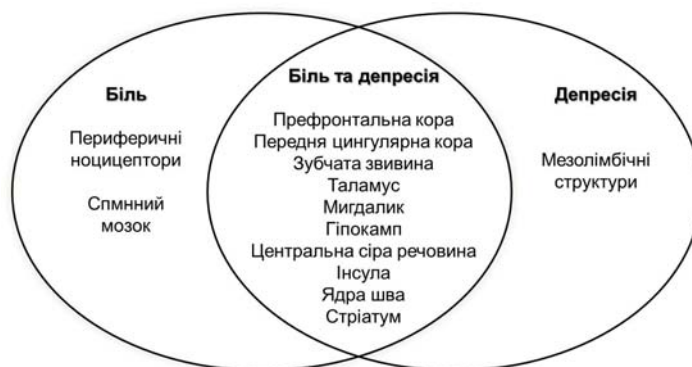 Біль
Периферичні
ноцицептори
Спмнний
мозок
Біль та депресія
Префронтальна кора
Передня цингулярна кора
Зубчата звивина
Таламус
Мигдалик
Гіпокамп
Центральна сіра речовина
Інсула
Ядра шва
Стріатум
Депресія
Мезолімбічні
структури